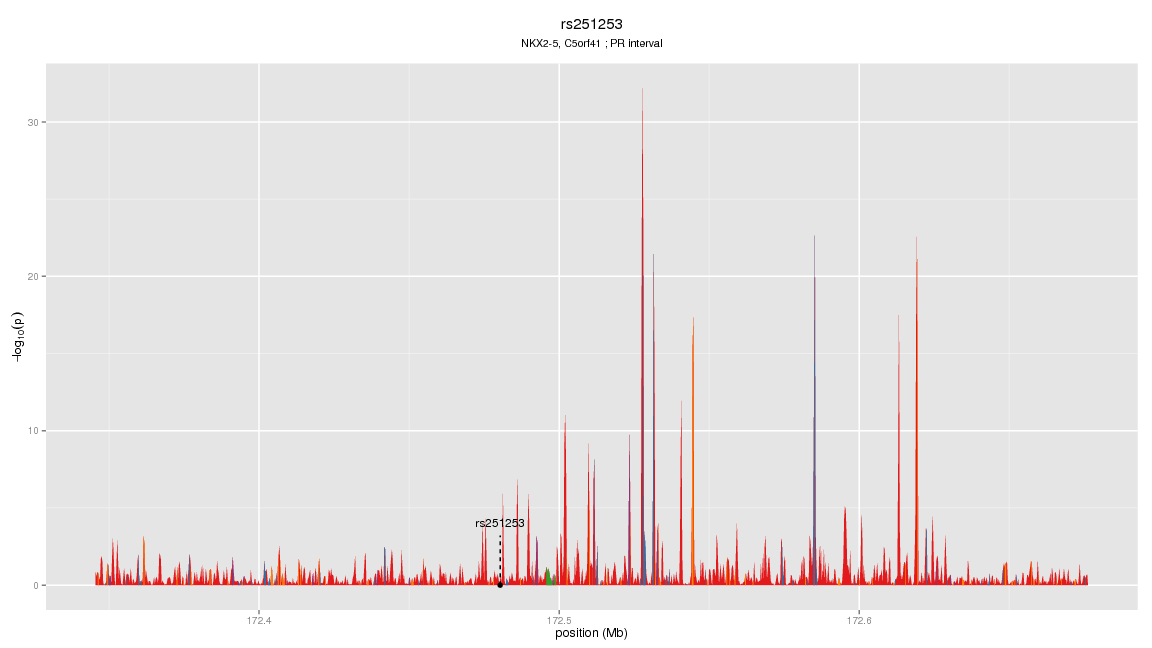 rs251253
NKX2-5, C5orf41 ; PR interval
30
20
10
0
−log10(p)
rs251253
172.4
172.5
172.6
position (Mb)